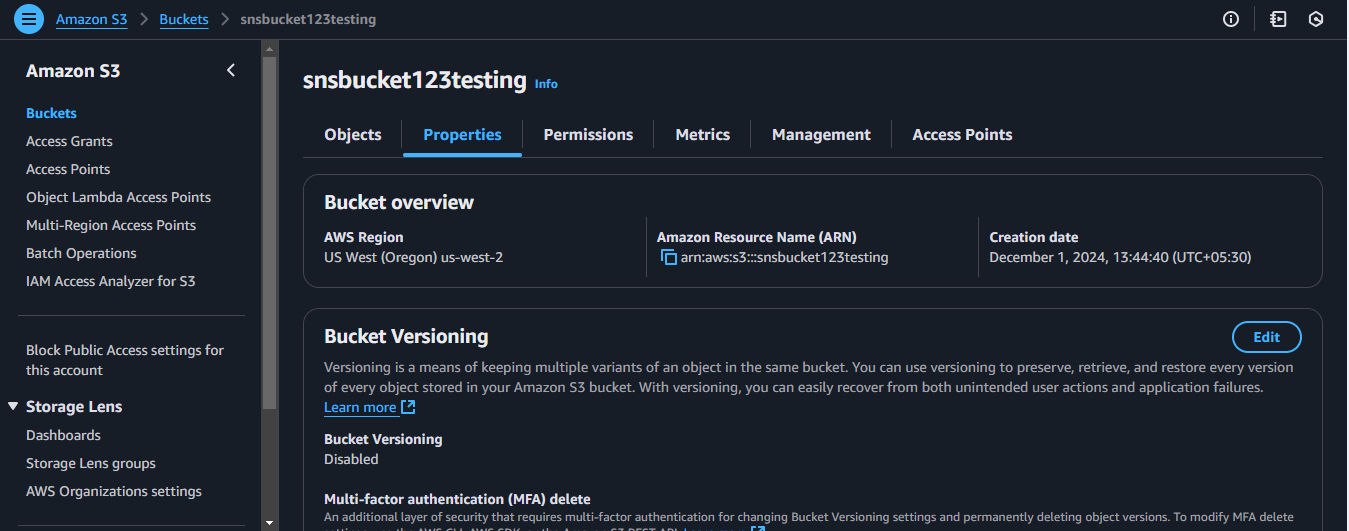 Amazon S3 > Buckets > snsbucket123testing
Amazon S3
Buckets
Access Grants
Access Points
Object Lambda Access Points
Multi-Region Access Points
Batch Operations
IAM Access Analyzer for S3
Block Public Access settings for
this account
Storage Lens
Dashboards
Storage Lens groups
AWS Organizations settings
snsbucket123testing Info
Objects Properties Permissions Metrics Management Access Points
Bucket overview
AWS Region
US West (Oregon) us-west-2
Amazon Resource Name (ARN)
arn:aws:s3:::snsbucket123testing
Creation date
December 1, 2024, 13:44:40 (UTC+05:30)
Bucket Versioning
Edit
Versioning is a means of keeping multiple variants of an object in the same bucket. You can use versioning to preserve, retrieve, and restore every version
of every object stored in your Amazon S3 bucket. With versioning, you can easily recover from both unintended user actions and application failures.
Learn more
Bucket Versioning
Disabled
Multi-factor authentication (MFA) delete
An additional layer of security that requires multi-factor authentication for changing Bucket Versioning settings and permanently deleting object versions. To modify MFA delete